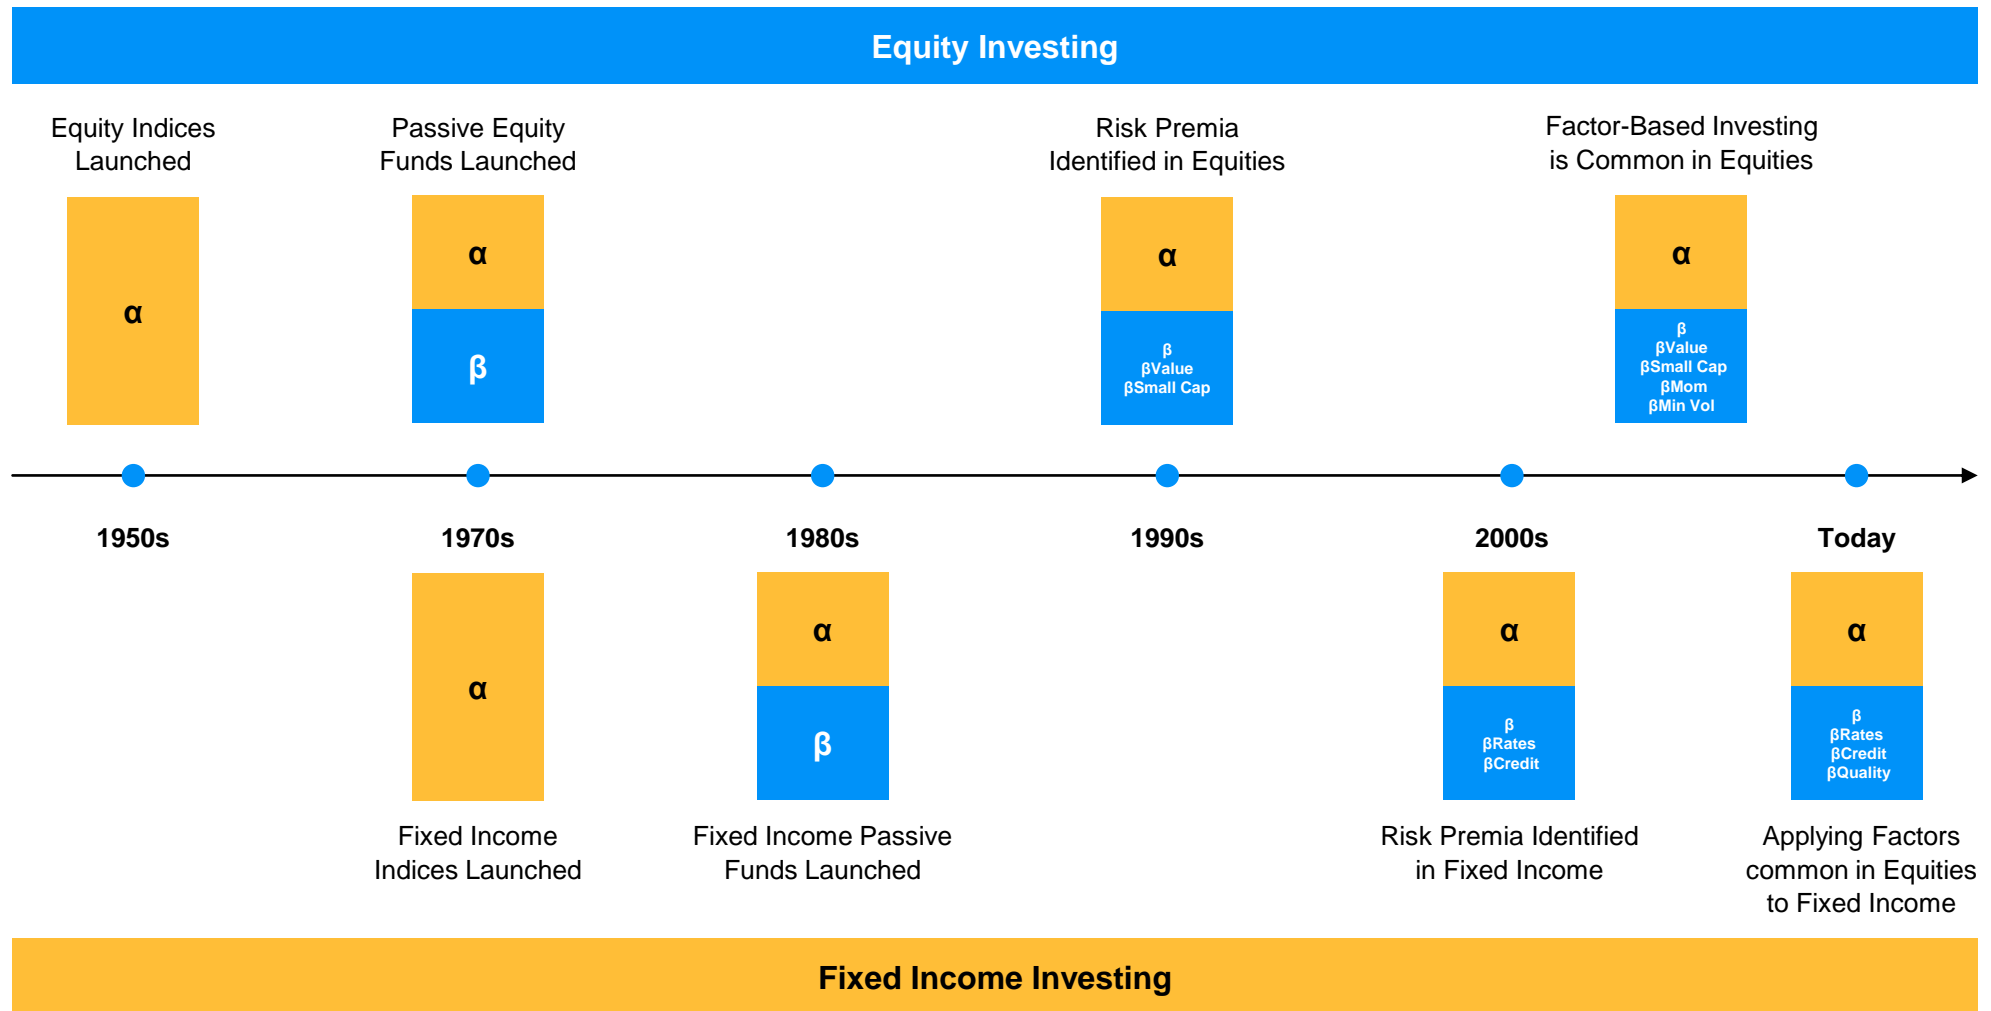 Equity Investing
Equity Indices
Launched
α
Passive Equity
Funds Launched
α
β
Risk Premia
Identified in Equities
α
β
βValue
βSmall Cap
Factor-Based Investing
is Common in Equities
α
β
βValue
βSmall Cap
βMom
βMin Vol
1950s
1970s
1980s
1990s
2000s
Today
α
Fixed Income
Indices Launched
α
β
Fixed Income Passive
Funds Launched
α
β
βRates
βCredit
Risk Premia Identified
in Fixed Income
α
β
βRates
βCredit
βQuality
Applying Factors
common in Equities
to Fixed Income
Fixed Income Investing